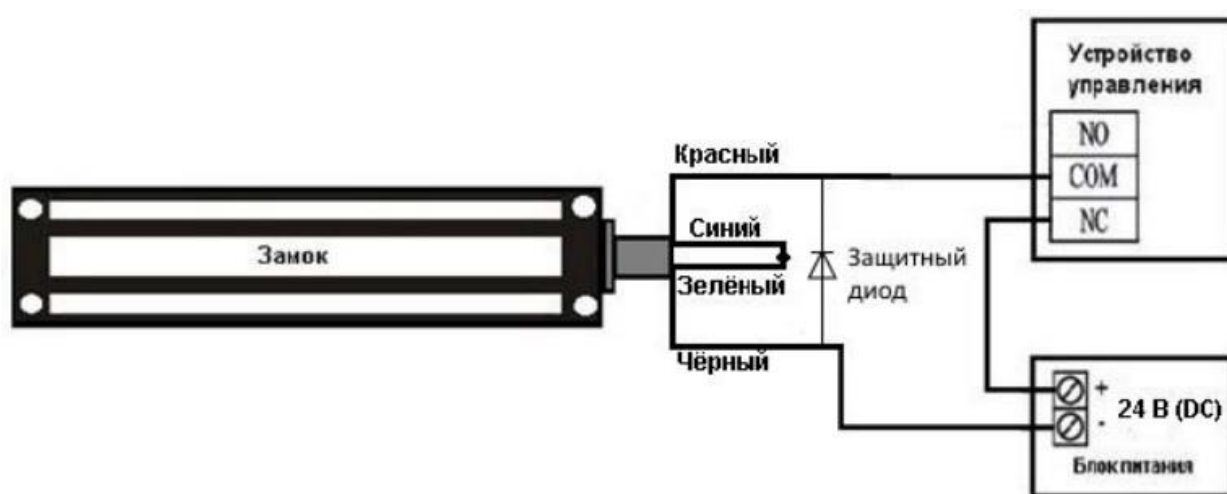 Устройство
управления
NO
COM
NC
Красный
Синий
Замок
Зелёный
Защитный
диод
Чёрный
+
24 В (DC)
-
Блок питания